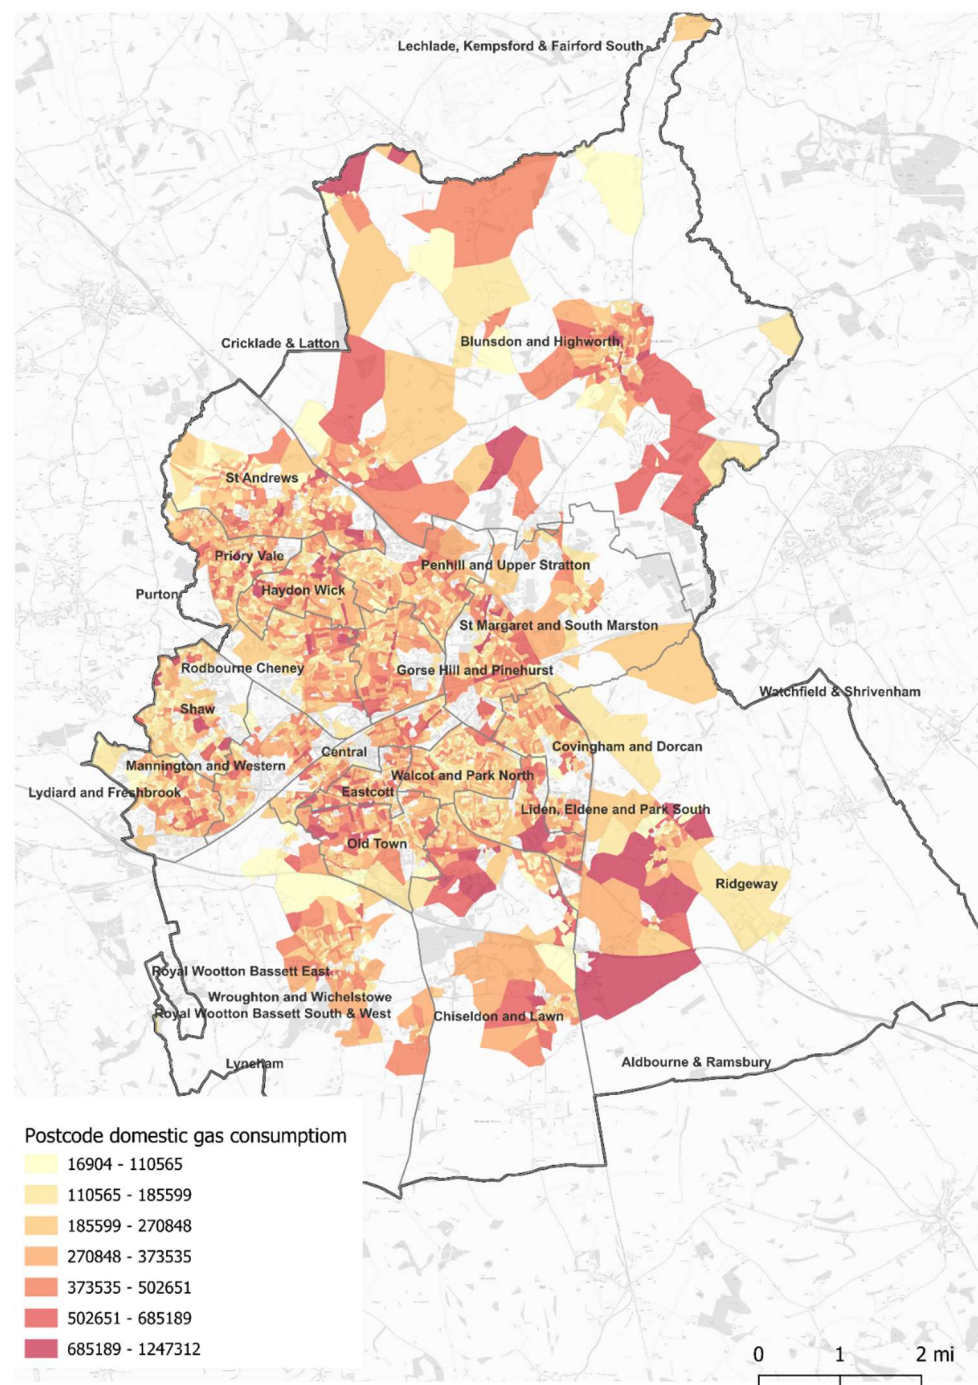 Lechlade, Kempsford & Fairford South
Cricklade & Latton
Blunsdon and Highworth
St Andrews
Priory Vale
Penhill and Upper Stratton
Purton
Haydon Wick
St Margaret and South Marston
Rodbourne Cheney
Gorse Hill and Pinehurst
Watchfield & Shrivenham
Shaw
Central
Covingham and Dorcan
Mannington and Western
Walcot and Park North
Lydiard and Freshbrook
Eastcott
Liden, Eldene and Park South
Old Town
Ridgeway
Royal Wootton Bassett East
Wroughton and Wichelstowe
Royal Wootton Bassett South & West
Chiseldon and Lawn
Lyneham
Aldbourne & Ramsbury
Postcode domestic gas consumptiom
16904 - 110565
110565 - 185599
185599 - 270848
270848 - 373535
373535 - 502651
502651 - 685189
685189 - 1247312
0 1 2 mi